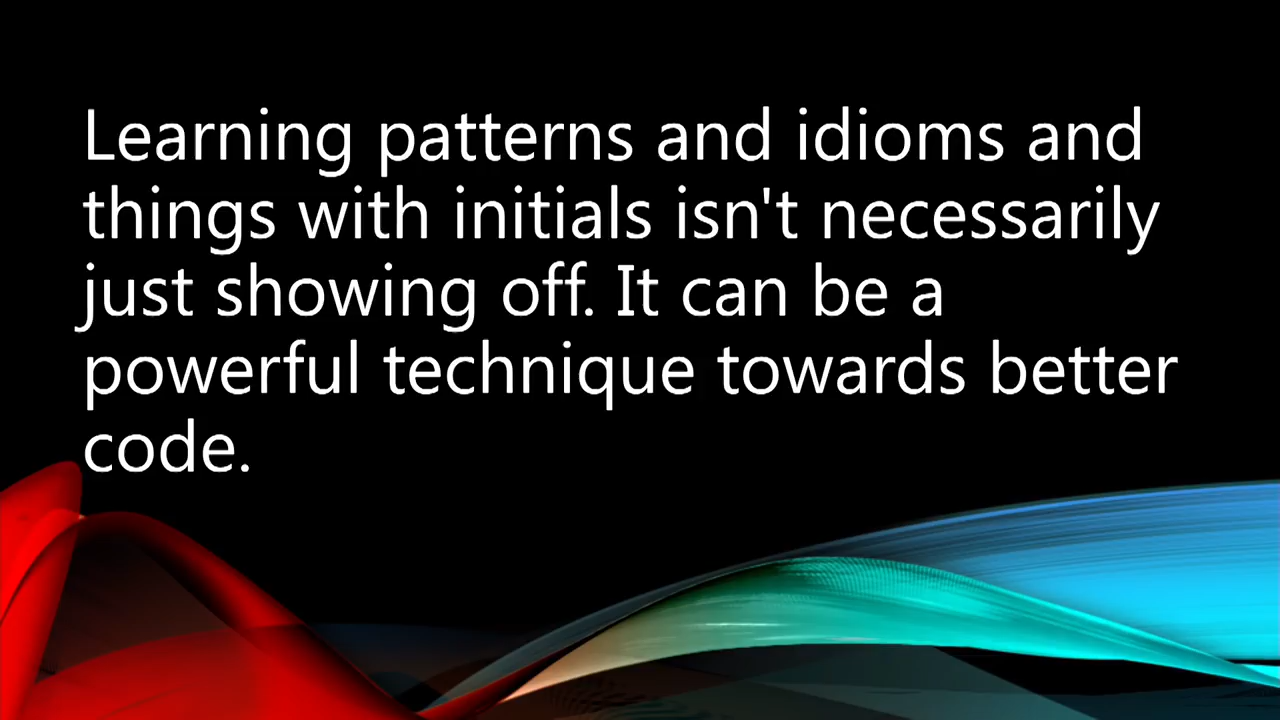 Learning patterns and idioms and
things with initials isn't necessarily
just showing off. It can be a
powerful technique towards better
code.